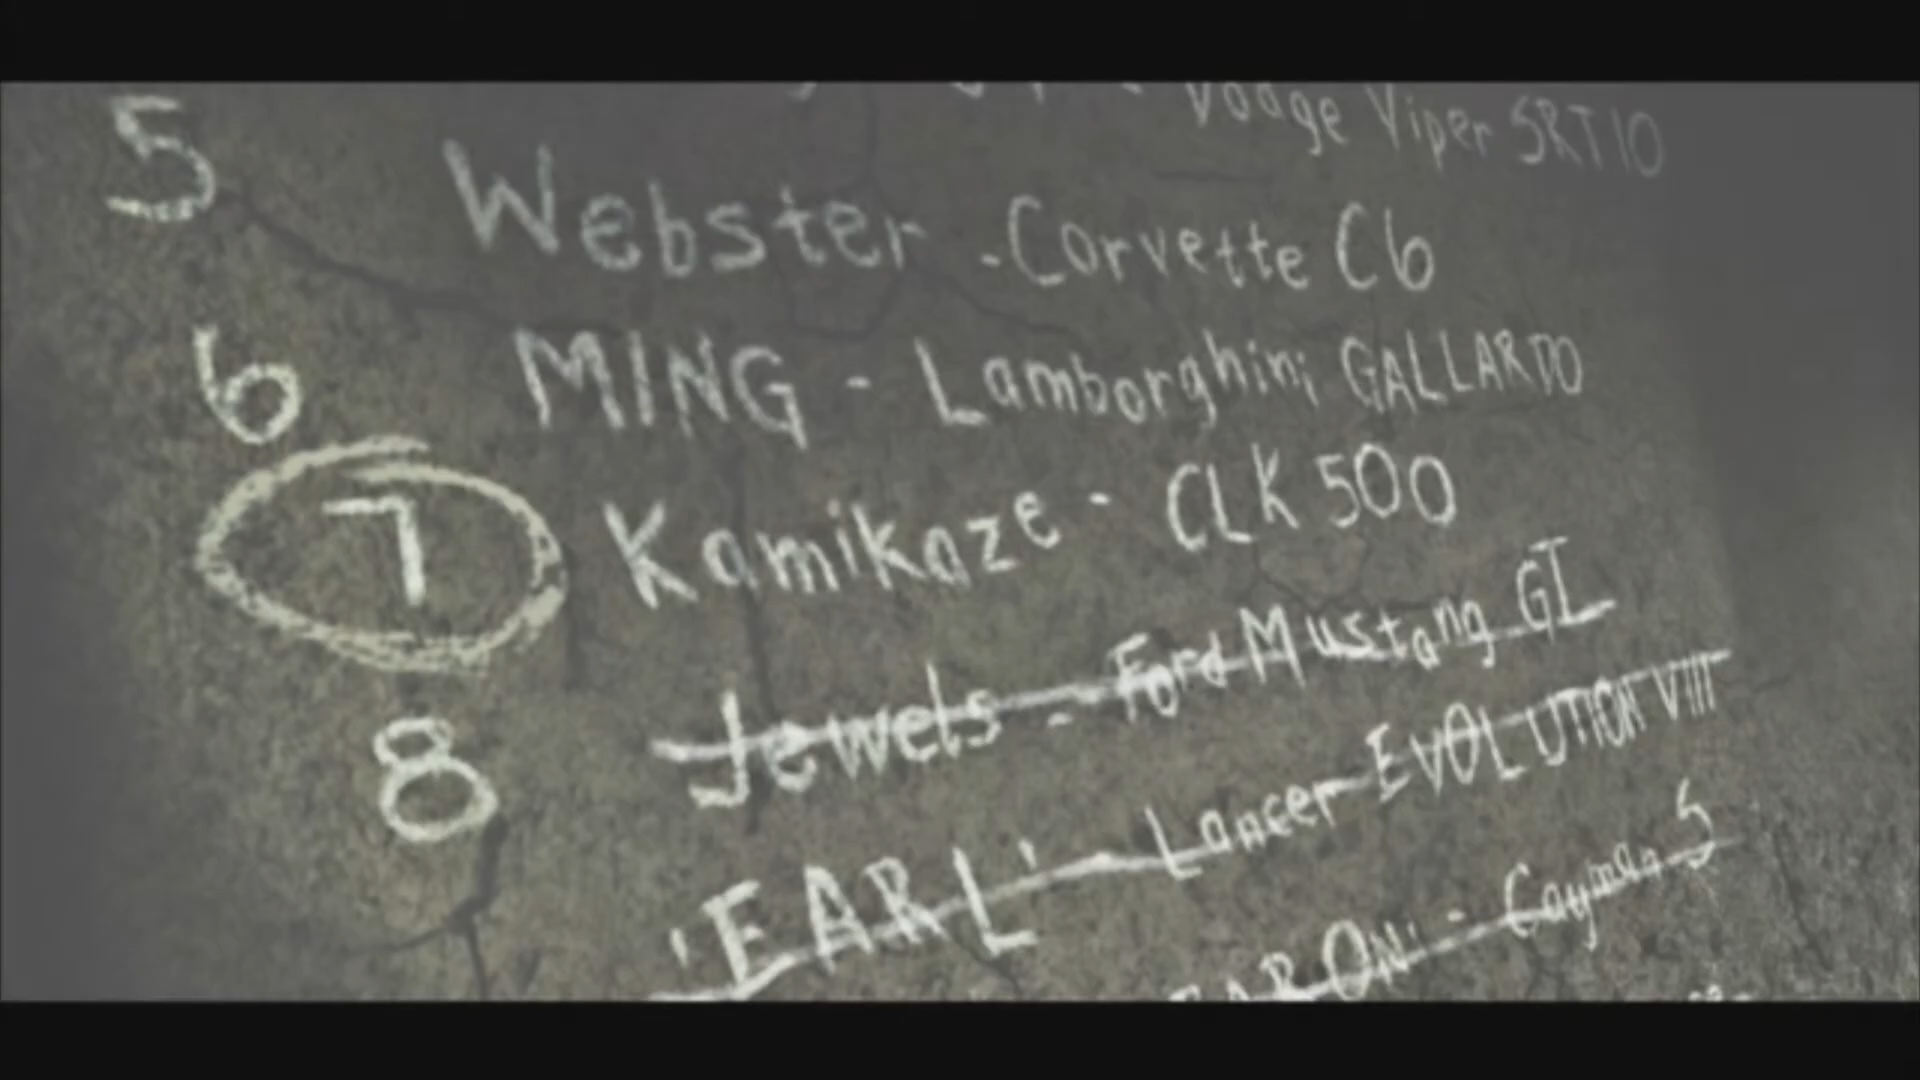 Viper SRT10
5 Webster - Corvette C6
6 MING - Lamborghini GALLARDO
7 Kamikaze - CLK 500
8 Jewels - Ford Mustang GT
'EARL' - Lancer EVOLUTION VIII
- Cayman S